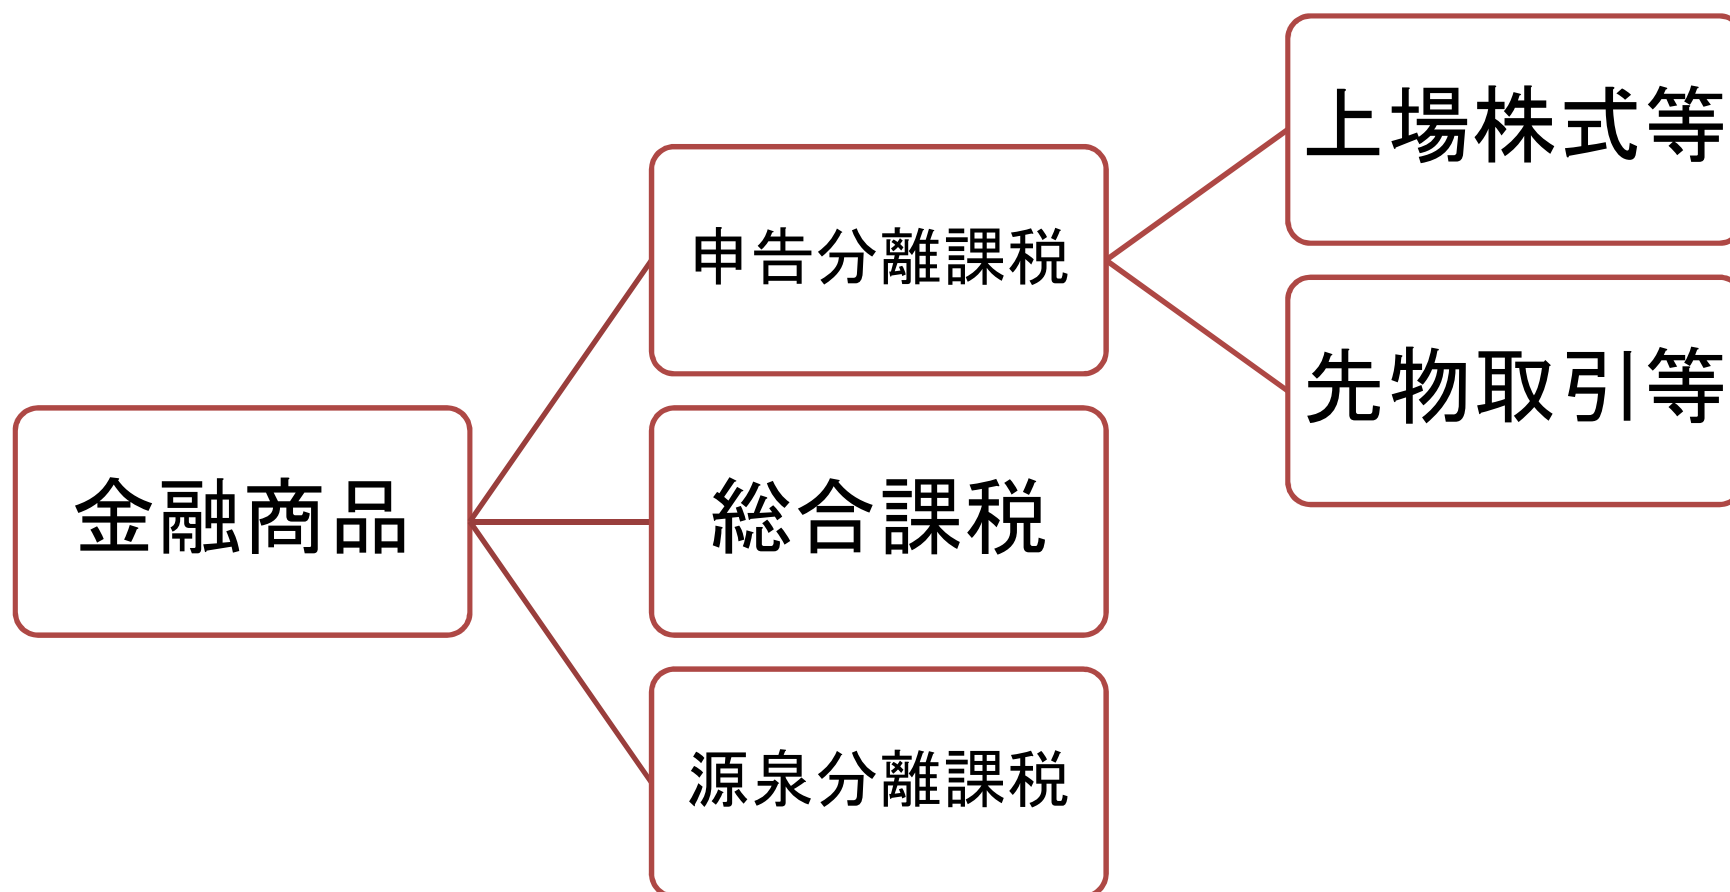 金融商品
申告分離課税
総合課税
源泉分離課税
上場株式等
先物取引等